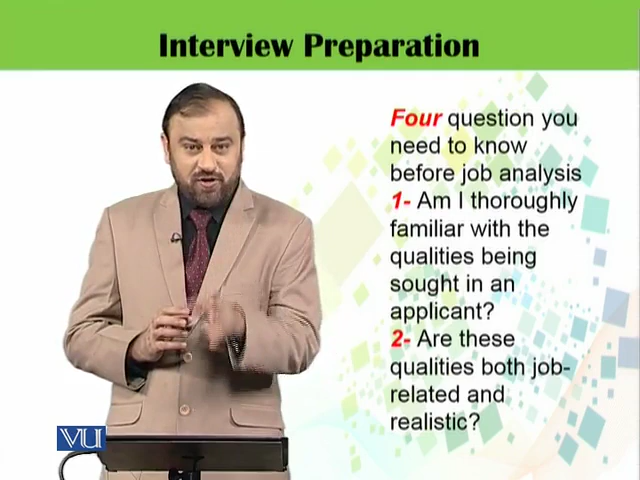 Interview Preparation
Four question you
need to know
before job analysis
1- Am I thoroughly
familiar with the
qualities being
sought in an
applicant?
2- Are these
qualities both job-
related and
realistic?
VU